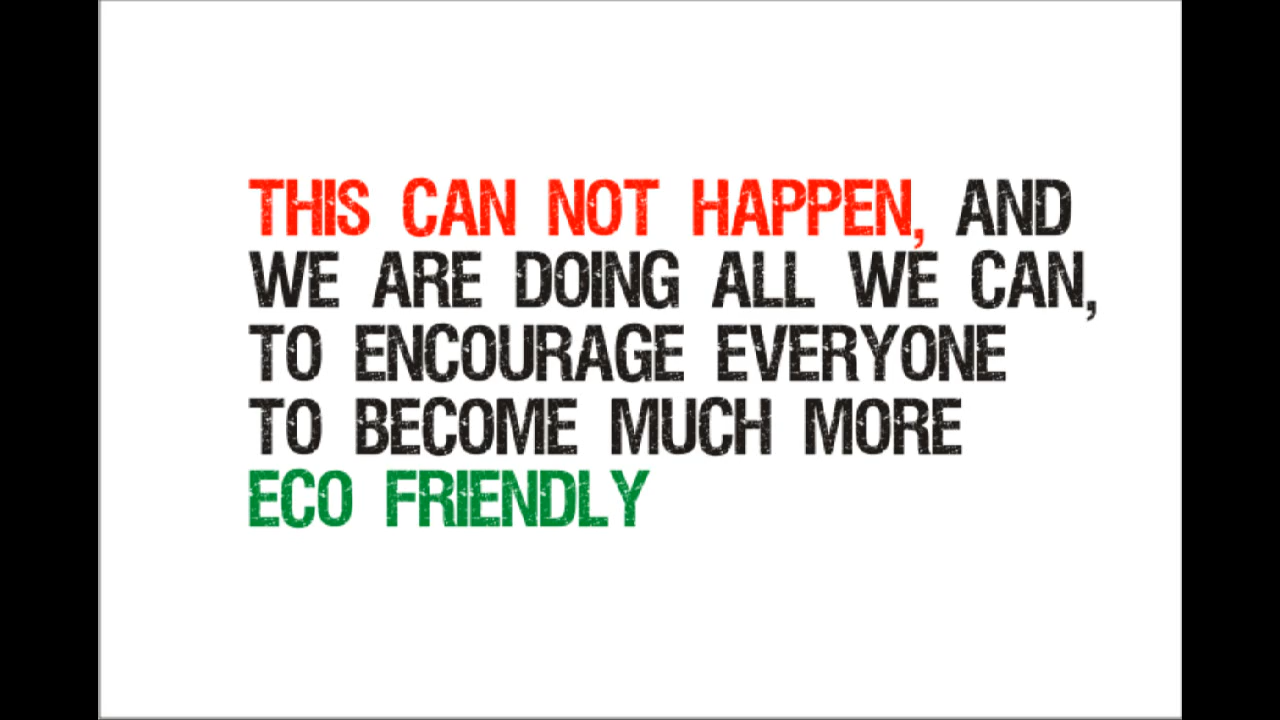 THIS CAN NOT HAPPEN, AND
WE ARE DOING ALL WE CAN,
TO ENCOURAGE EVERYONE
TO BECOME MUCH MORE
ECO FRIENDLY